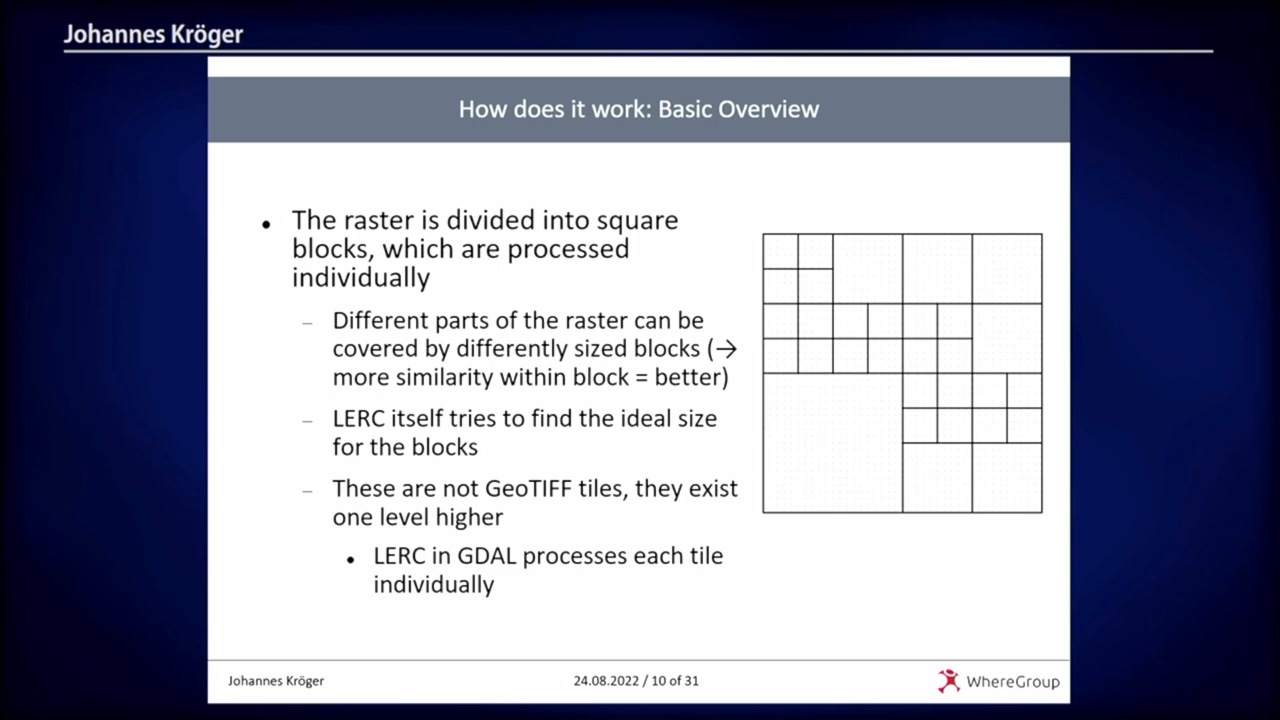 Johannes Kröger
How does it work: Basic Overview
• The raster is divided into square
blocks, which are processed
individually
– Different parts of the raster can be
covered by differently sized blocks (→
more similarity within block = better)
– LERC itself tries to find the ideal size
for the blocks
– These are not GeoTIFF tiles, they exist
one level higher
• LERC in GDAL processes each tile
individually
Johannes Kröger
24.08.2022 / 10 of 31
WhereGroup